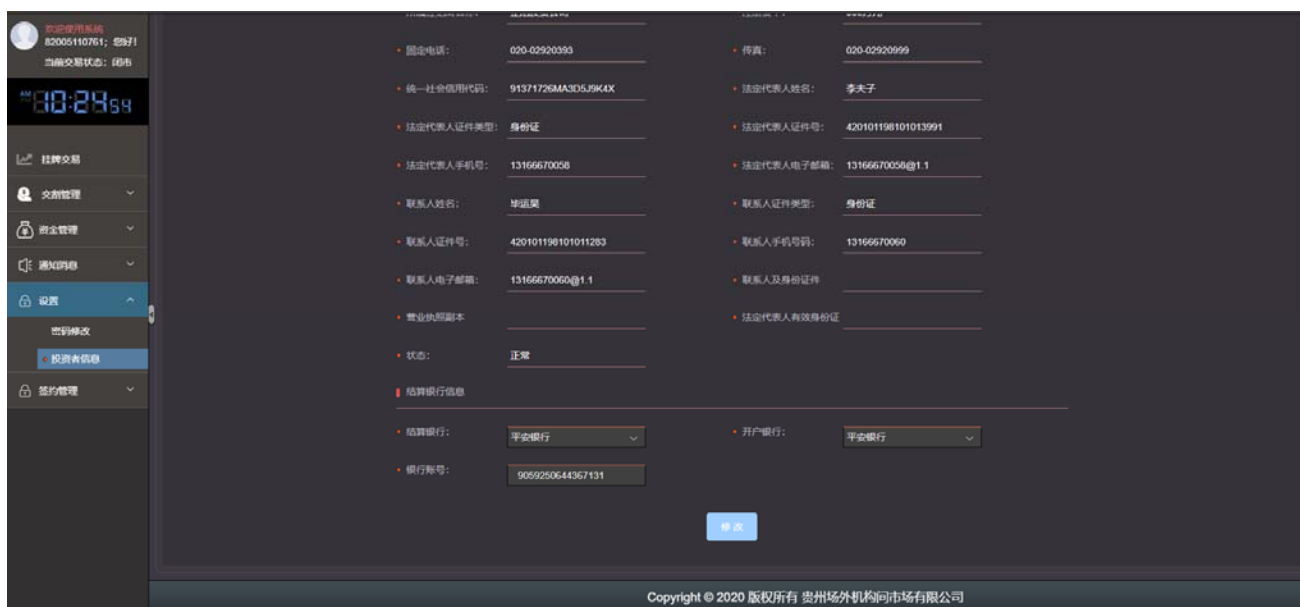 欢迎使用系统
82005110761；您好！
当前交易状态：闭市
AM 10:24 59
挂牌交易
交割管理
资金管理
通知消息
设置
密码修改
投资者信息
签约管理
固定电话： 020-02920393 传真： 020-02920999
统一社会信用代码： 91371726MA3D5J9K4X 法定代表人姓名： 李夫子
法定代表人证件类型： 身份证 法定代表人证件号： 420101198101013991
法定代表人手机号： 13166670058 法定代表人电子邮箱： 13166670058@1.1
联系人姓名： 联系人证件类型： 身份证
联系人证件号： 420101198101011283 联系人手机号码： 13166670060
联系人电子邮箱： 13166670060@1.1 联系人及身份证件
营业执照副本 法定代表人有效身份证
状态： 正常
结算银行信息
结算银行： 平安银行 开户银行： 平安银行
银行账号： 9059250644367131
修改
Copyright © 2020 版权所有 贵州场外机构间市场有限公司